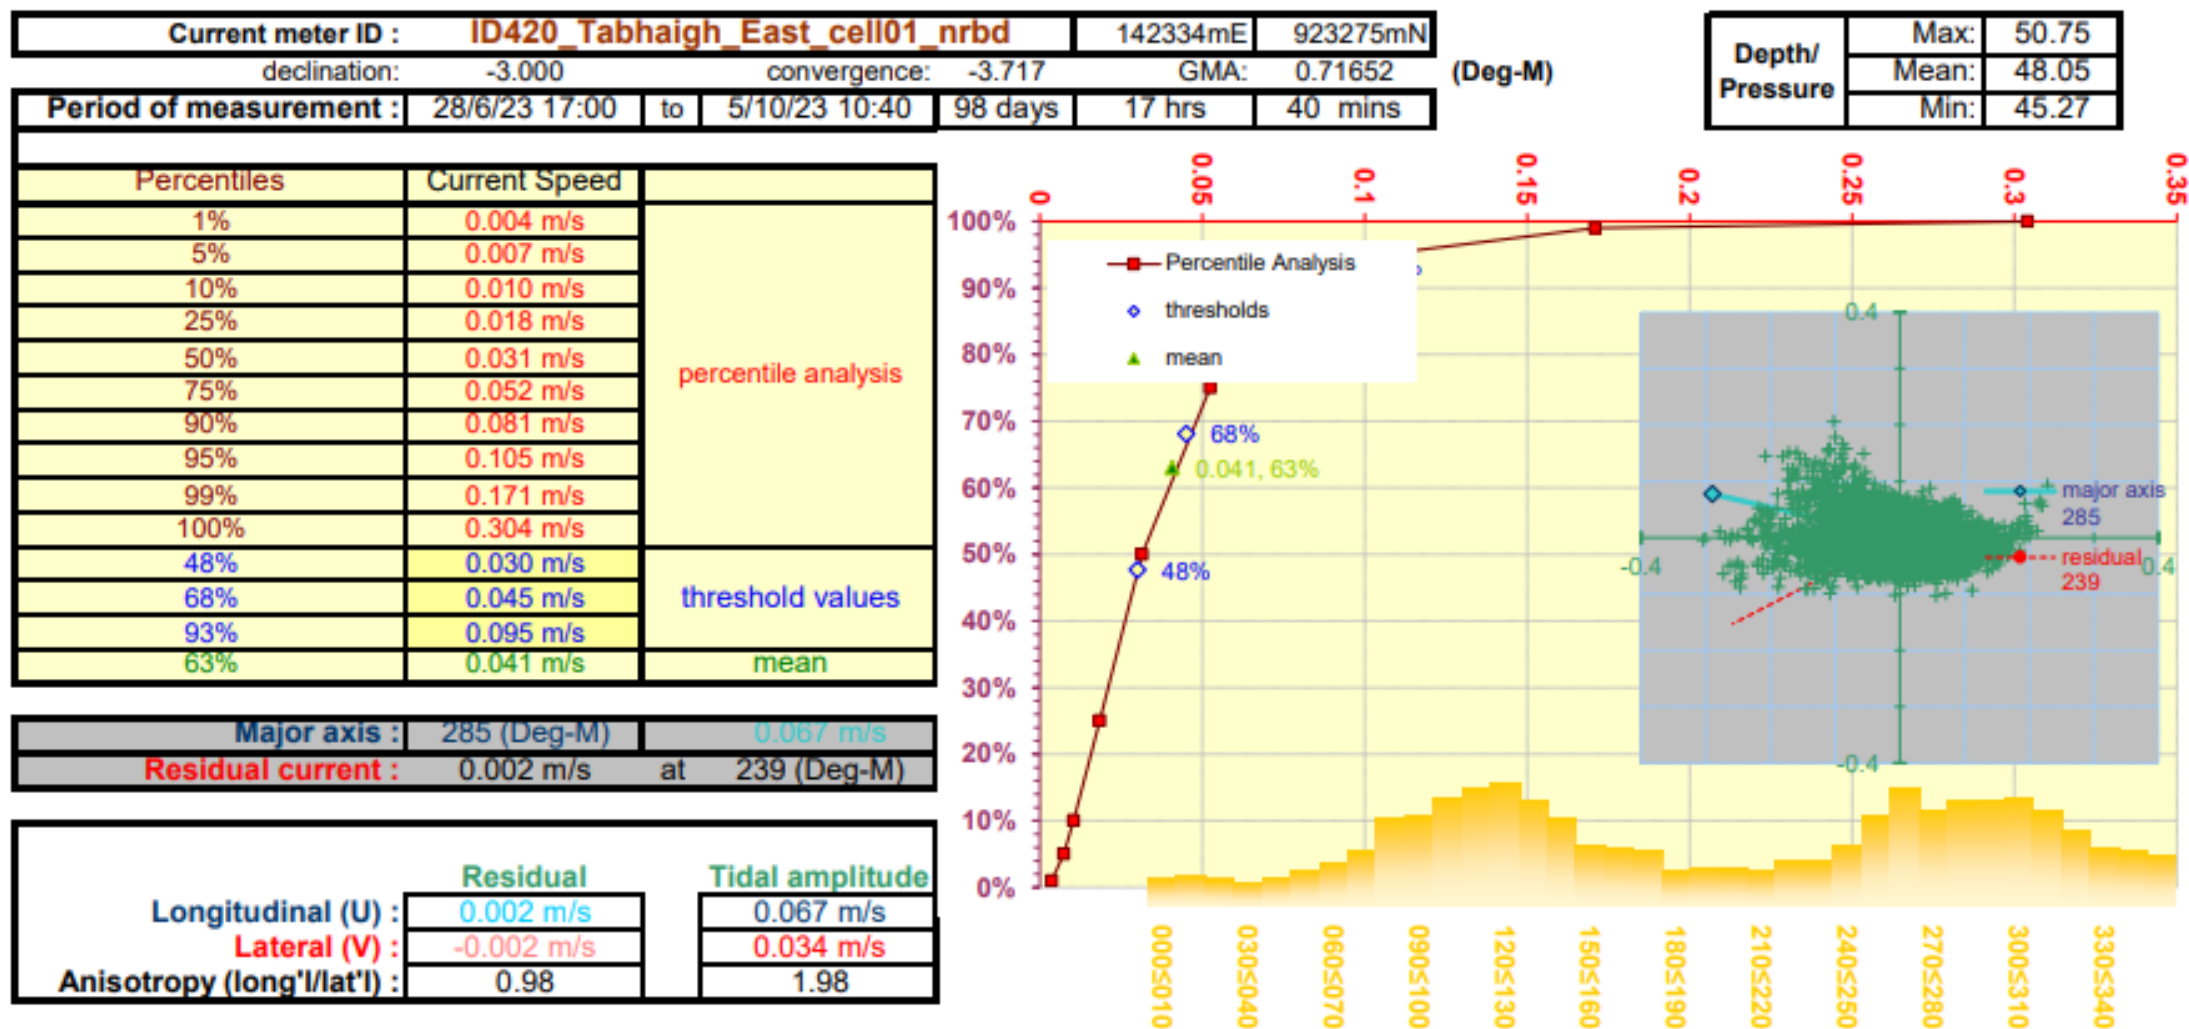 Current meter ID : ID420_Tabhaigh_East_cell01_nrbd 142334mE 923275mN
declination: -3.000 convergence: -3.717 GMA: 0.71652 (Deg-M)
Period of measurement : 28/6/23 17:00 to 5/10/23 10:40 98 days 17 hrs 40 mins
Depth/ Pressure
Max: 50.75
Mean: 48.05
Min: 45.27
Percentiles Current Speed
1% 0.004 m/s
5% 0.007 m/s
10% 0.010 m/s
25% 0.018 m/s
50% 0.031 m/s
75% 0.052 m/s
90% 0.081 m/s
95% 0.105 m/s
99% 0.171 m/s
100% 0.304 m/s
percentile analysis
48% 0.030 m/s
68% 0.045 m/s
93% 0.095 m/s
threshold values
63% 0.041 m/s mean
Major axis : 285 (Deg-M) 0.067 m/s
Residual current : 0.002 m/s at 239 (Deg-M)
Residual Tidal amplitude
Longitudinal (U) : 0.002 m/s 0.067 m/s
Lateral (V) : -0.002 m/s 0.034 m/s
Anisotropy (long'l/lat'l) : 0.98 1.98
0 0.05 0.1 0.15 0.2 0.25 0.3 0.35
100%
90%
80%
70%
60%
50%
40%
30%
20%
10%
0%
Percentile Analysis
thresholds
mean
68%
0.041, 63%
48%
0.4
-0.4
0.4
-0.4
major axis
285
residual
239
000≤010 030≤040 060≤070 090≤100 120≤130 150≤160 180≤190 210≤220 240≤250 270≤280 300≤310 330≤340